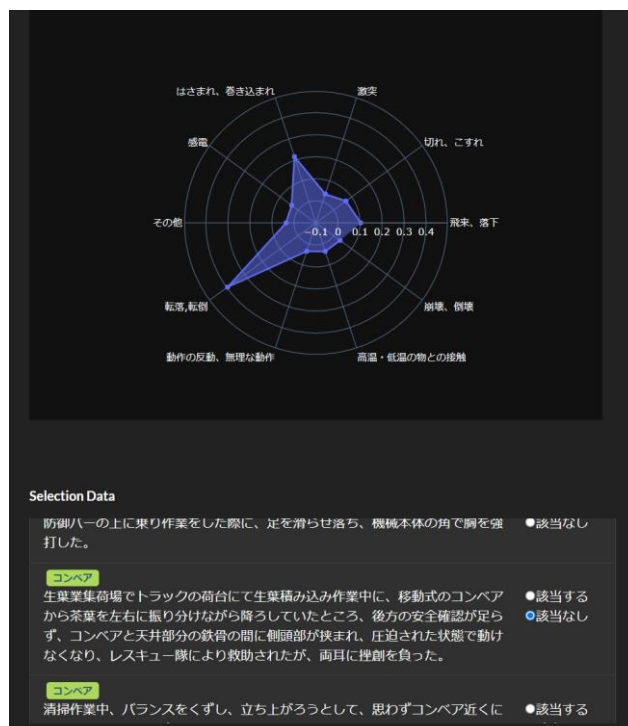 はさまれ、巻き込まれ
激突
感電
切れ、こすれ
その他
−0.1 0 0.1 0.2 0.3 0.4
飛来、落下
転落,転倒
崩壊、倒壊
動作の反動、無理な動作
高温・低温の物との接触
Selection Data
防御バーの上に乗り作業をした際に、足を滑らせ落ち、機械本体の角で胸を強
打した。
該当なし
コンベア
生葉業集荷場でトラックの荷台にて生葉積み込み作業中に、移動式のコンベア
から茶葉を左右に振り分けながら降ろしていたところ、後方の安全確認が足ら
ず、コンベアと天井部分の鉄骨の間に側頭部が挟まれ、圧迫された状態で動け
なくなり、レスキュー隊により救助されたが、両耳に挫創を負った。
該当する
該当なし
コンベア
清掃作業中、バランスをくずし、立ち上がろうとして、思わずコンベア近くに
該当する